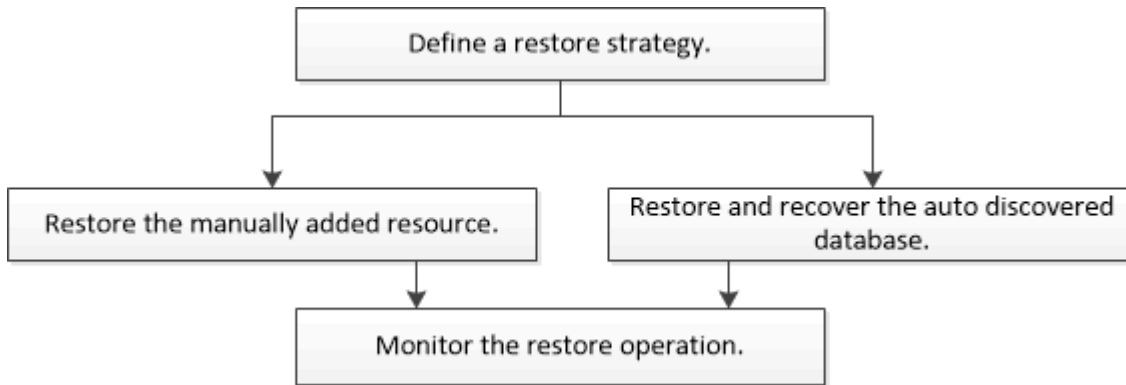 Define a restore strategy.
Restore the manually added resource.
Restore and recover the auto discovered
database.
Monitor the restore operation.